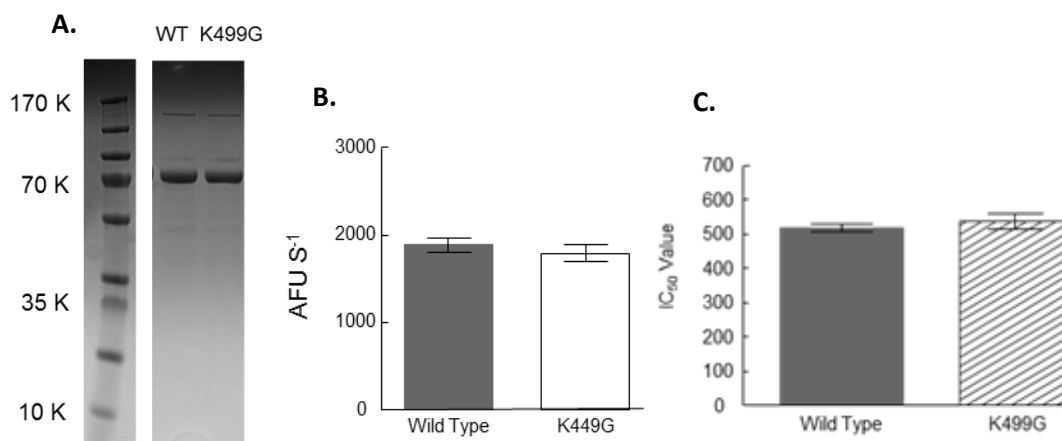 A.
WT K499G
170 K
70 K
35 K
10 K
B.
3000
2000
1000
0
AFU S⁻¹
Wild Type
K449G
C.
700
600
500
400
300
200
100
0
IC₅₀ Value
Wild Type
K499G